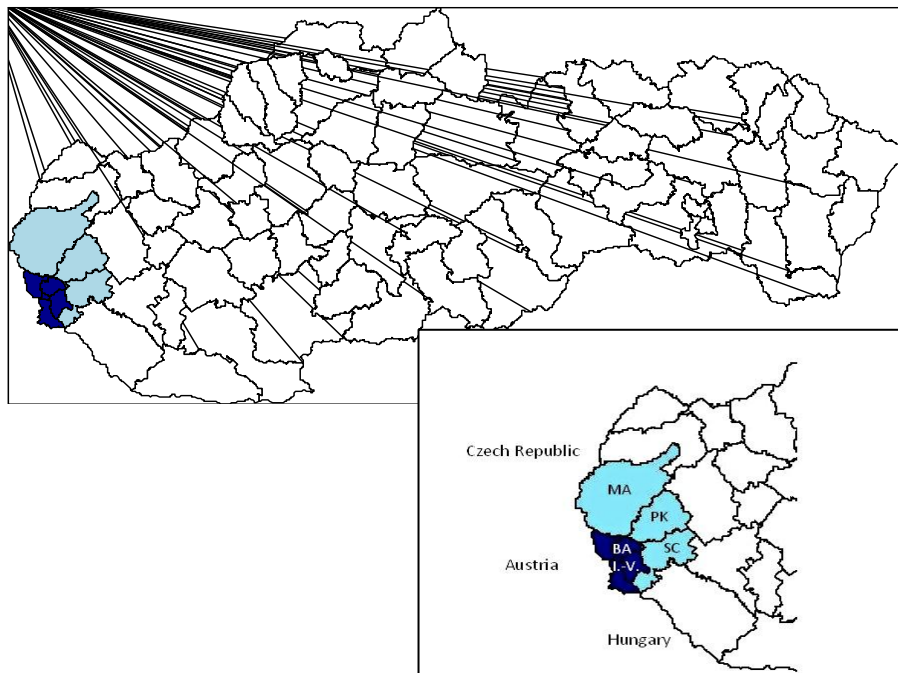 Czech Republic
MA
PK
BA
SC
I.-V.
Austria
Hungary